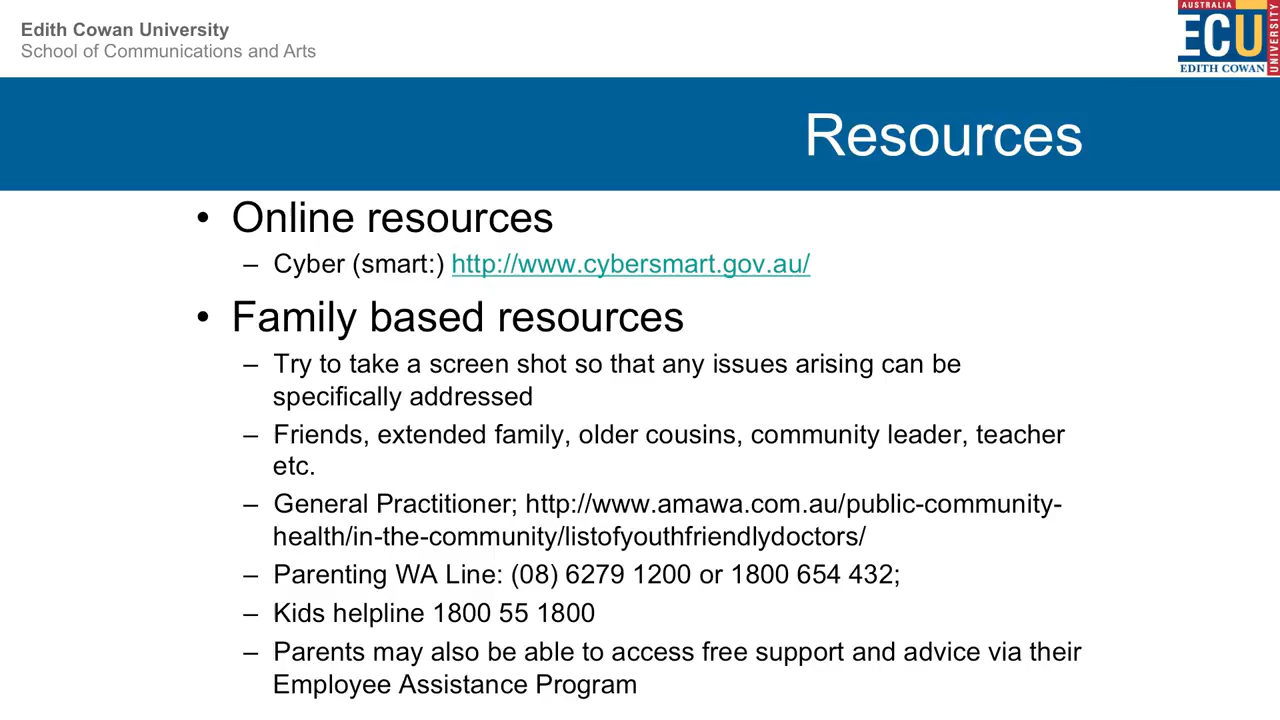 Edith Cowan University
School of Communications and Arts
AUSTRALIA
ECU
UNIVERSITY
EDITH COWAN
Resources
• Online resources
– Cyber (smart:) http://www.cybersmart.gov.au/
• Family based resources
– Try to take a screen shot so that any issues arising can be
specifically addressed
– Friends, extended family, older cousins, community leader, teacher
etc.
– General Practitioner; http://www.amawa.com.au/public-community-
health/in-the-community/listofyouthfriendlydoctors/
– Parenting WA Line: (08) 6279 1200 or 1800 654 432;
– Kids helpline 1800 55 1800
– Parents may also be able to access free support and advice via their
Employee Assistance Program